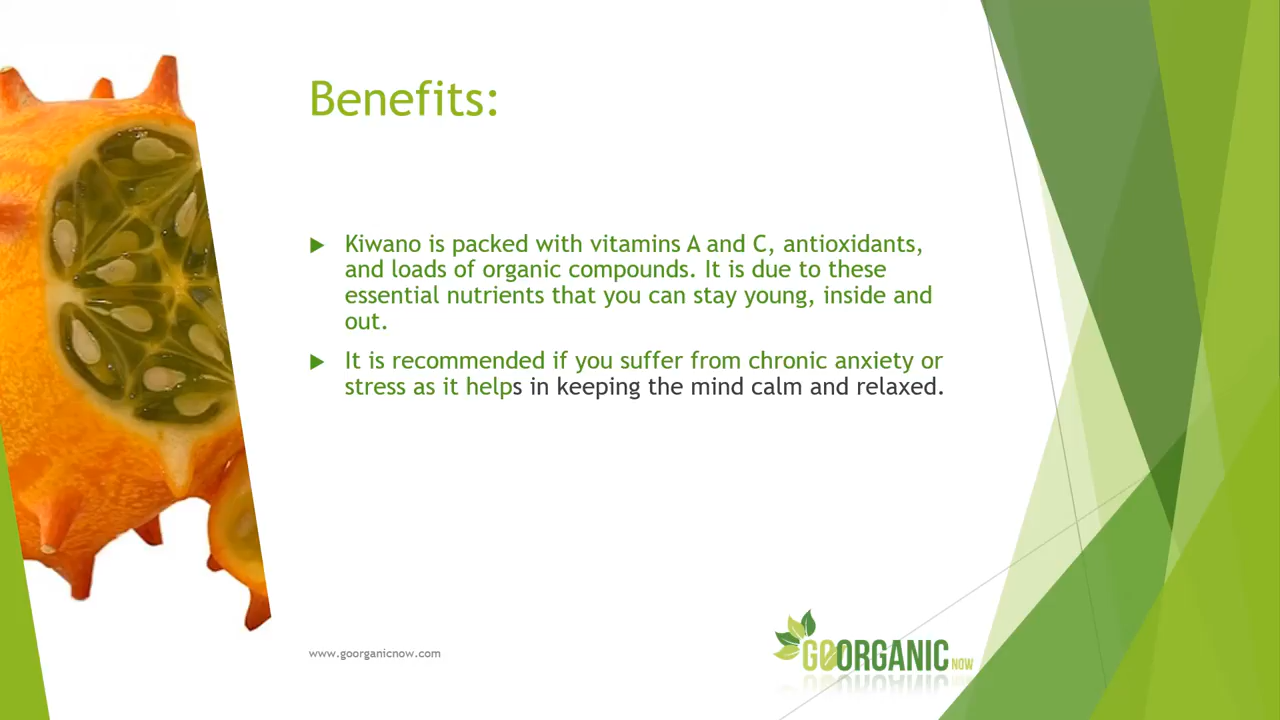 Benefits:
Kiwano is packed with vitamins A and C, antioxidants,
and loads of organic compounds. It is due to these
essential nutrients that you can stay young, inside and
out.
It is recommended if you suffer from chronic anxiety or
stress as it helps in keeping the mind calm and relaxed.
www.goorganicnow.com
GOORGANIC NOW